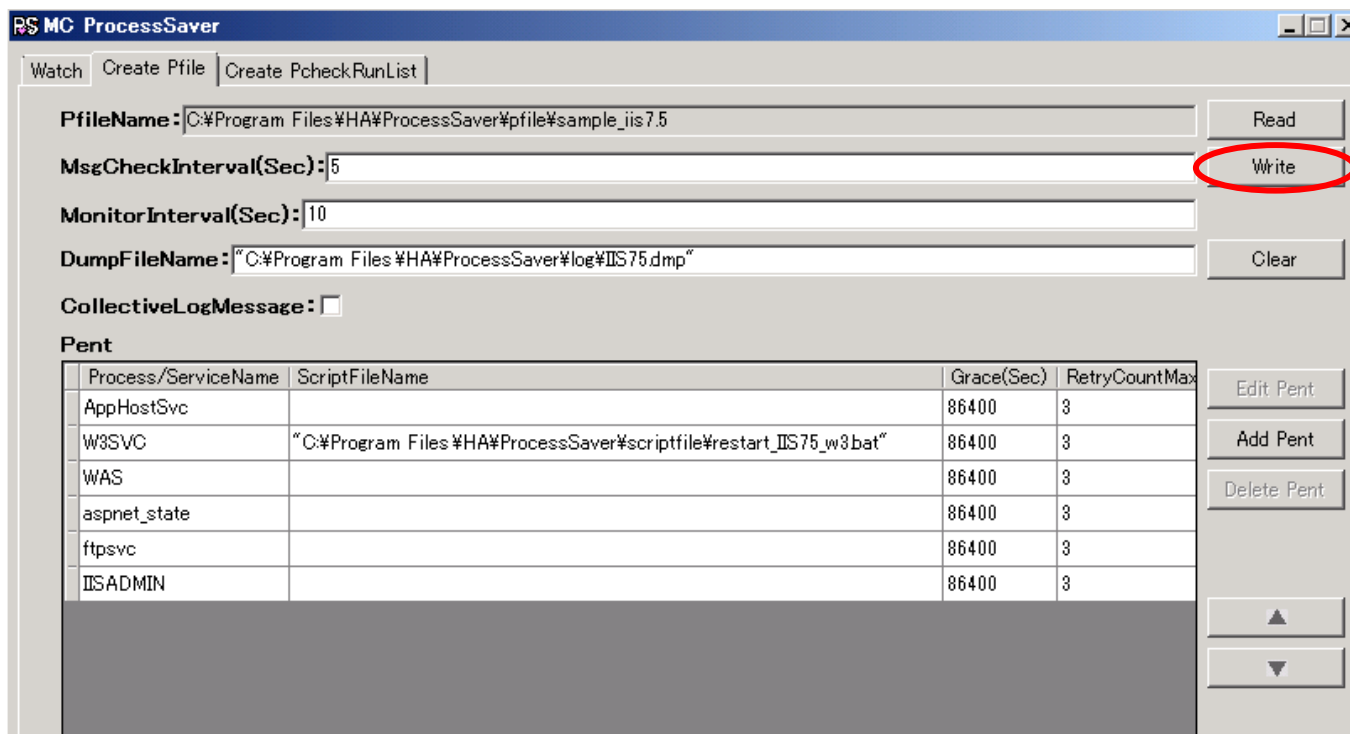 RS MC ProcessSaver
Watch Create Pfile Create PcheckRunList
PfileName: C:¥Program Files¥HA¥ProcessSaver¥pfile¥sample_iis7.5 Read
MsgCheckInterval(Sec): 5 Write
MonitorInterval(Sec): 10
DumpFileName: "C:¥Program Files¥HA¥ProcessSaver¥log¥IIS75.dmp" Clear
CollectiveLogMessage:
Pent
Process/ServiceName ScriptFileName Grace(Sec) RetryCountMax
Edit Pent
AppHostSvc 86400 3
W3SVC "C:¥Program Files¥HA¥ProcessSaver¥scriptfile¥restart_IIS75_w3.bat" 86400 3 Add Pent
WAS 86400 3
Delete Pent
aspnet_state 86400 3
ftpsvc 86400 3
IISADMIN 86400 3